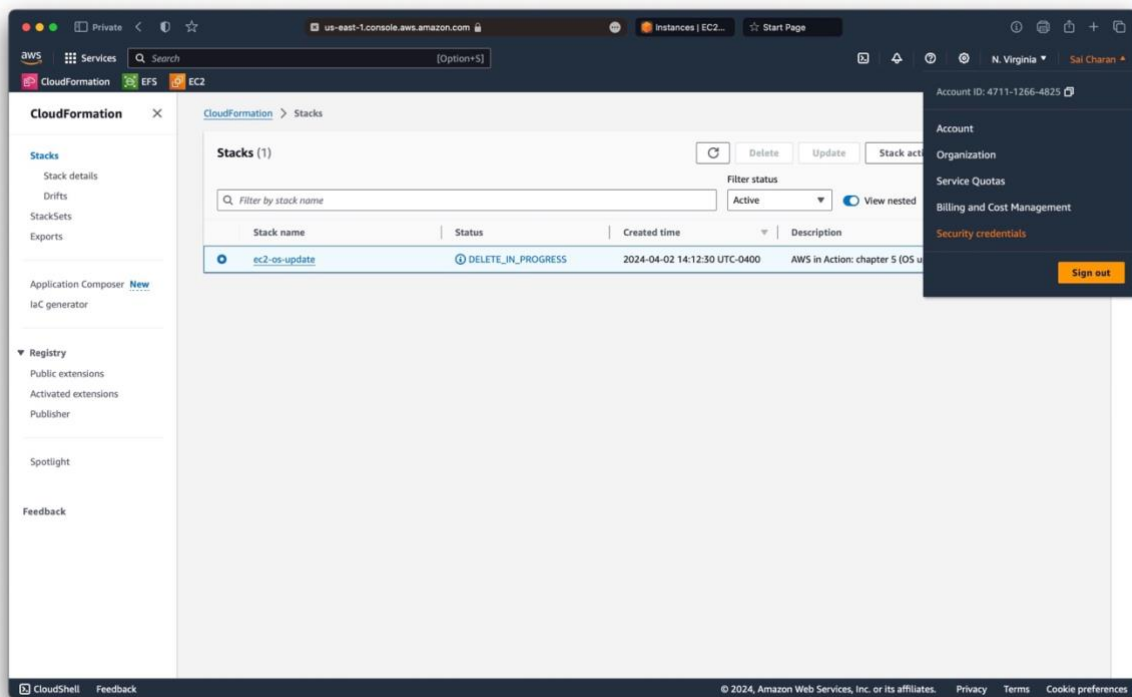 Private us-east-1.console.aws.amazon.com Instances | EC2... Start Page
aws Services Search [Option+S] N. Virginia Sai Charan
CloudFormation EFS EC2
Account ID: 4711-1266-4825
Account
Organization
Service Quotas
Billing and Cost Management
Security credentials
Sign out
CloudFormation
Stacks
Stack details
Drifts
StackSets
Exports
Application Composer New
IaC generator
Registry
Public extensions
Activated extensions
Publisher
Spotlight
Feedback
CloudFormation > Stacks
Stacks (1) Delete Update Stack acti
Filter status
Filter by stack name Active View nested
Stack name Status Created time Description
ec2-os-update DELETE_IN_PROGRESS 2024-04-02 14:12:30 UTC-0400 AWS in Action: chapter 5 (OS u
CloudShell Feedback © 2024, Amazon Web Services, Inc. or its affiliates. Privacy Terms Cookie preferences